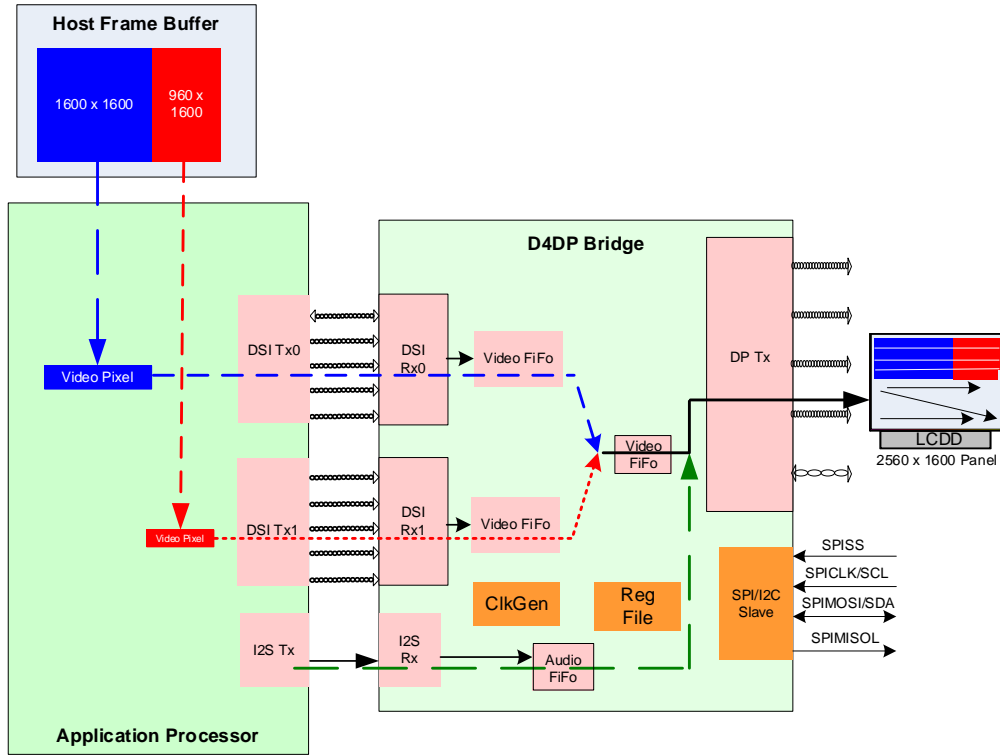 Host Frame Buffer
1600 x 1600
960 x
1600
D4DP Bridge
DSI Tx0
DSI
Rx0
Video FiFo
DP Tx
Video Pixel
Video
FiFo
LCDD
2560 x 1600 Panel
DSI Tx1
DSI
Rx1
Video FiFo
Video Pixel
SPISS
SPICLK/SCL
SPI/I2C
Slave
SPIMOSI/SDA
SPIMISOL
ClkGen
Reg
File
I2S Tx
I2S
Rx
Audio
FiFo
Application Processor